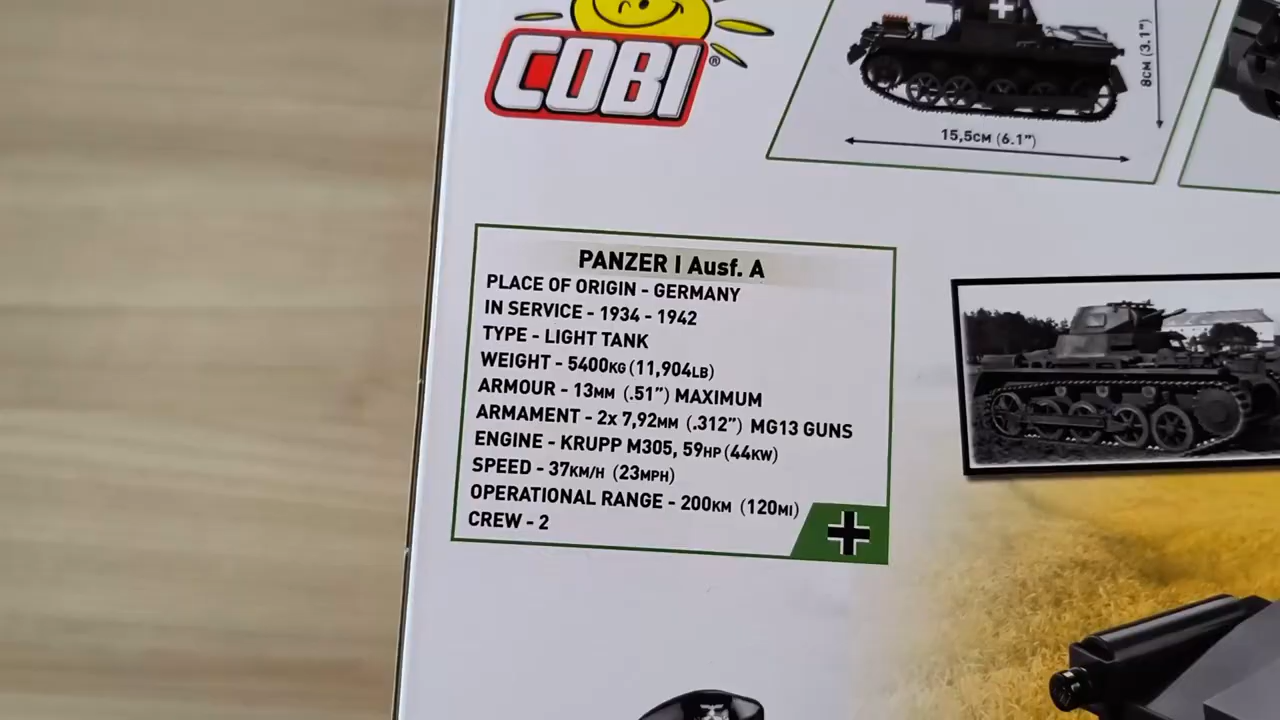 COBI®
8CM (3.1")
15,5CM (6.1")
PANZER I Ausf. A
PLACE OF ORIGIN - GERMANY
IN SERVICE - 1934 - 1942
TYPE - LIGHT TANK
WEIGHT - 5400KG (11,904LB)
ARMOUR - 13MM (.51") MAXIMUM
ARMAMENT - 2x 7,92MM (.312") MG13 GUNS
ENGINE - KRUPP M305, 59HP (44KW)
SPEED - 37KM/H (23MPH)
OPERATIONAL RANGE - 200KM (120MI)
CREW - 2